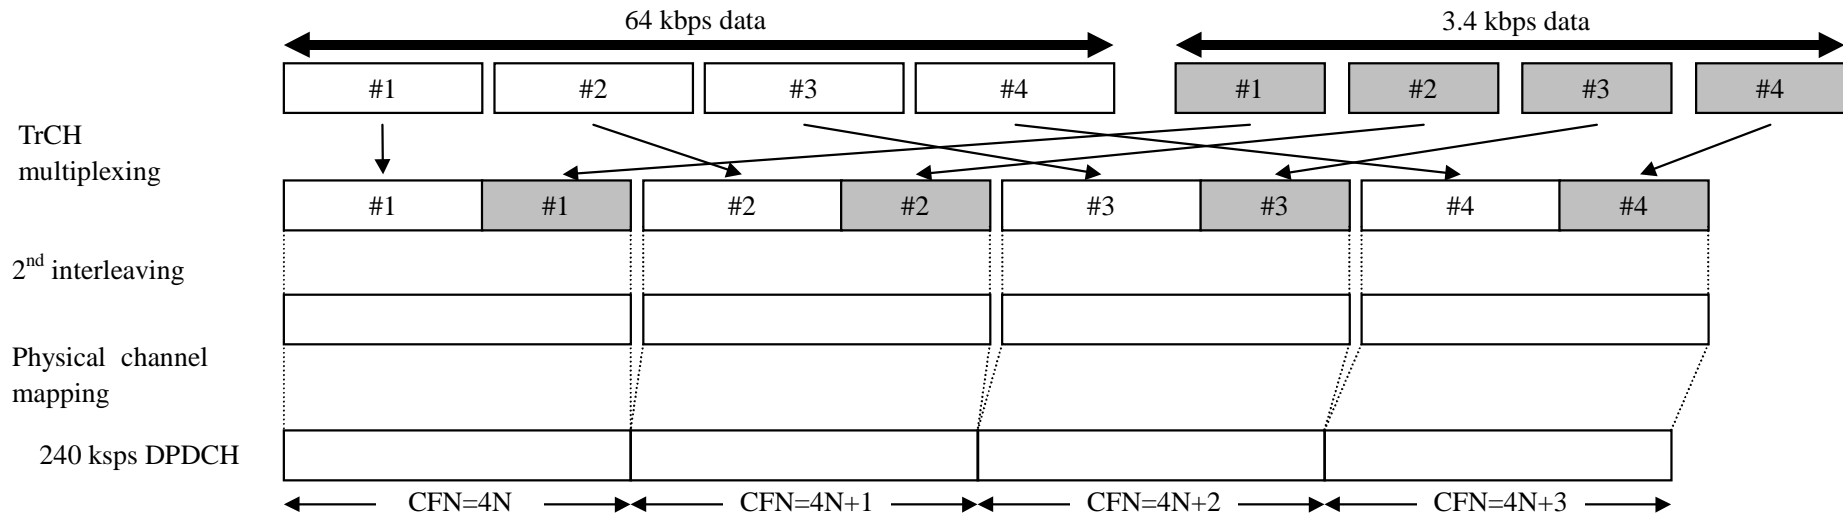 64 kbps data 3.4 kbps data
#1 #2 #3 #4 #1 #2 #3 #4
TrCH
multiplexing
#1 #1 #2 #2 #3 #3 #4 #4
2nd interleaving
Physical channel
mapping
240 ksps DPDCH
CFN=4N CFN=4N+1 CFN=4N+2 CFN=4N+3